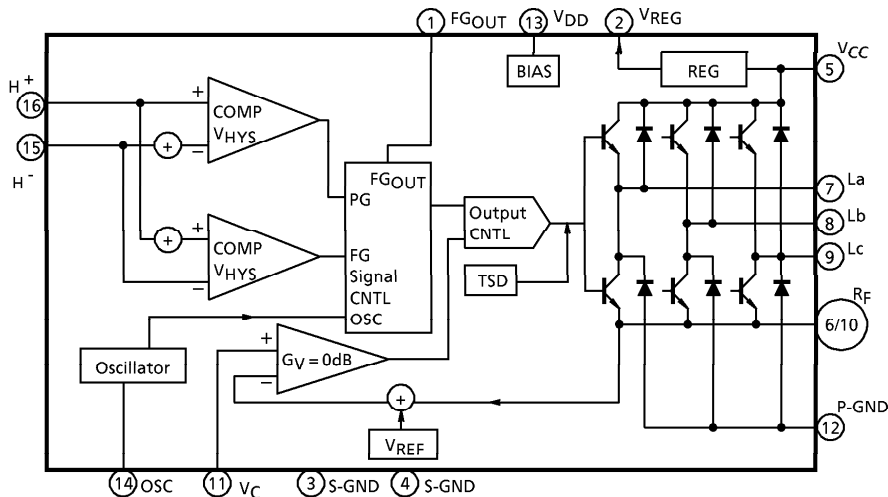 1 FGOUT 13 VDD 2 VREG
BIAS REG VCC 5
H+
16
+
COMP
VHYS
−
15
+
H-
FGOUT
PG
FG
Signal
CNTL
OSC
+
+
COMP
VHYS
−
Output
CNTL
TSD
La
7
Lb
8
Lc
9
RF
6/10
Oscillator
+
GV = 0dB
−
+
VREF
P-GND
12
14 OSC 11 VC 3 S-GND 4 S-GND